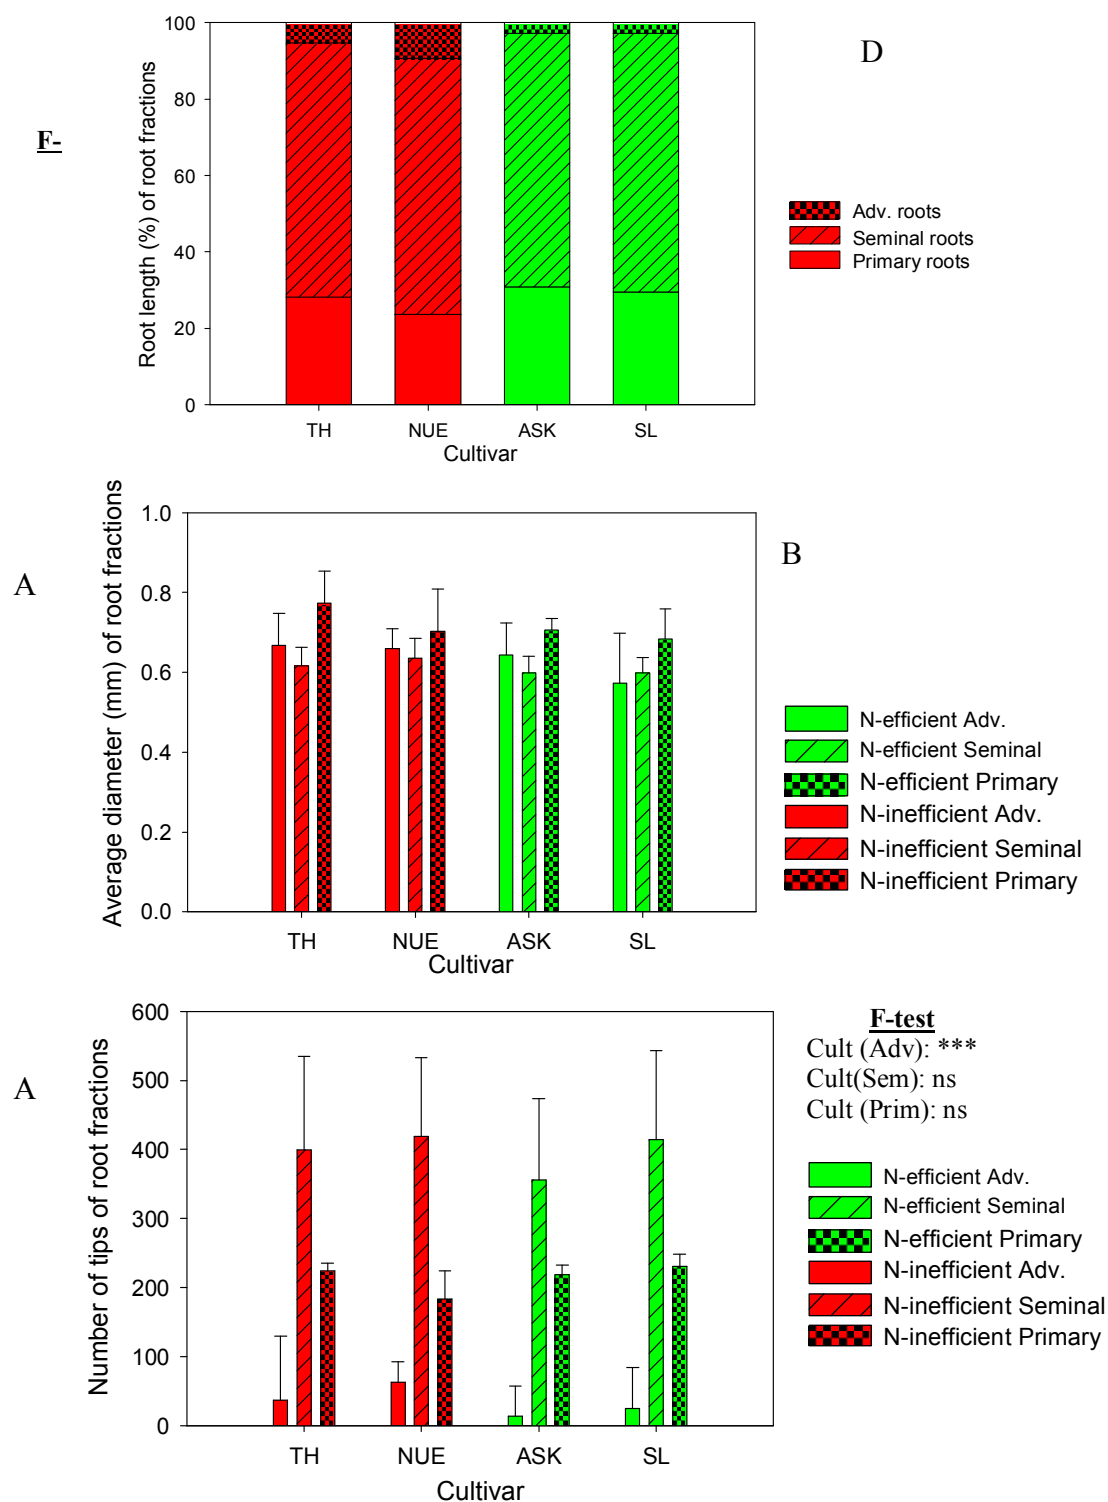 D
F-
100
80
60
40
20
0
Root length (%) of root fractions
TH NUE ASK SL
Cultivar
Adv. roots
Seminal roots
Primary roots
A
B
1.0
0.8
0.6
0.4
0.2
0.0
Average diameter (mm) of root fractions
TH NUE ASK SL
Cultivar
N-efficient Adv.
N-efficient Seminal
N-efficient Primary
N-inefficient Adv.
N-inefficient Seminal
N-inefficient Primary
A
600
500
400
300
200
100
0
Number of tips of root fractions
TH NUE ASK SL
Cultivar
F-test
Cult (Adv): ***
Cult(Sem): ns
Cult (Prim): ns
N-efficient Adv.
N-efficient Seminal
N-efficient Primary
N-inefficient Adv.
N-inefficient Seminal
N-inefficient Primary